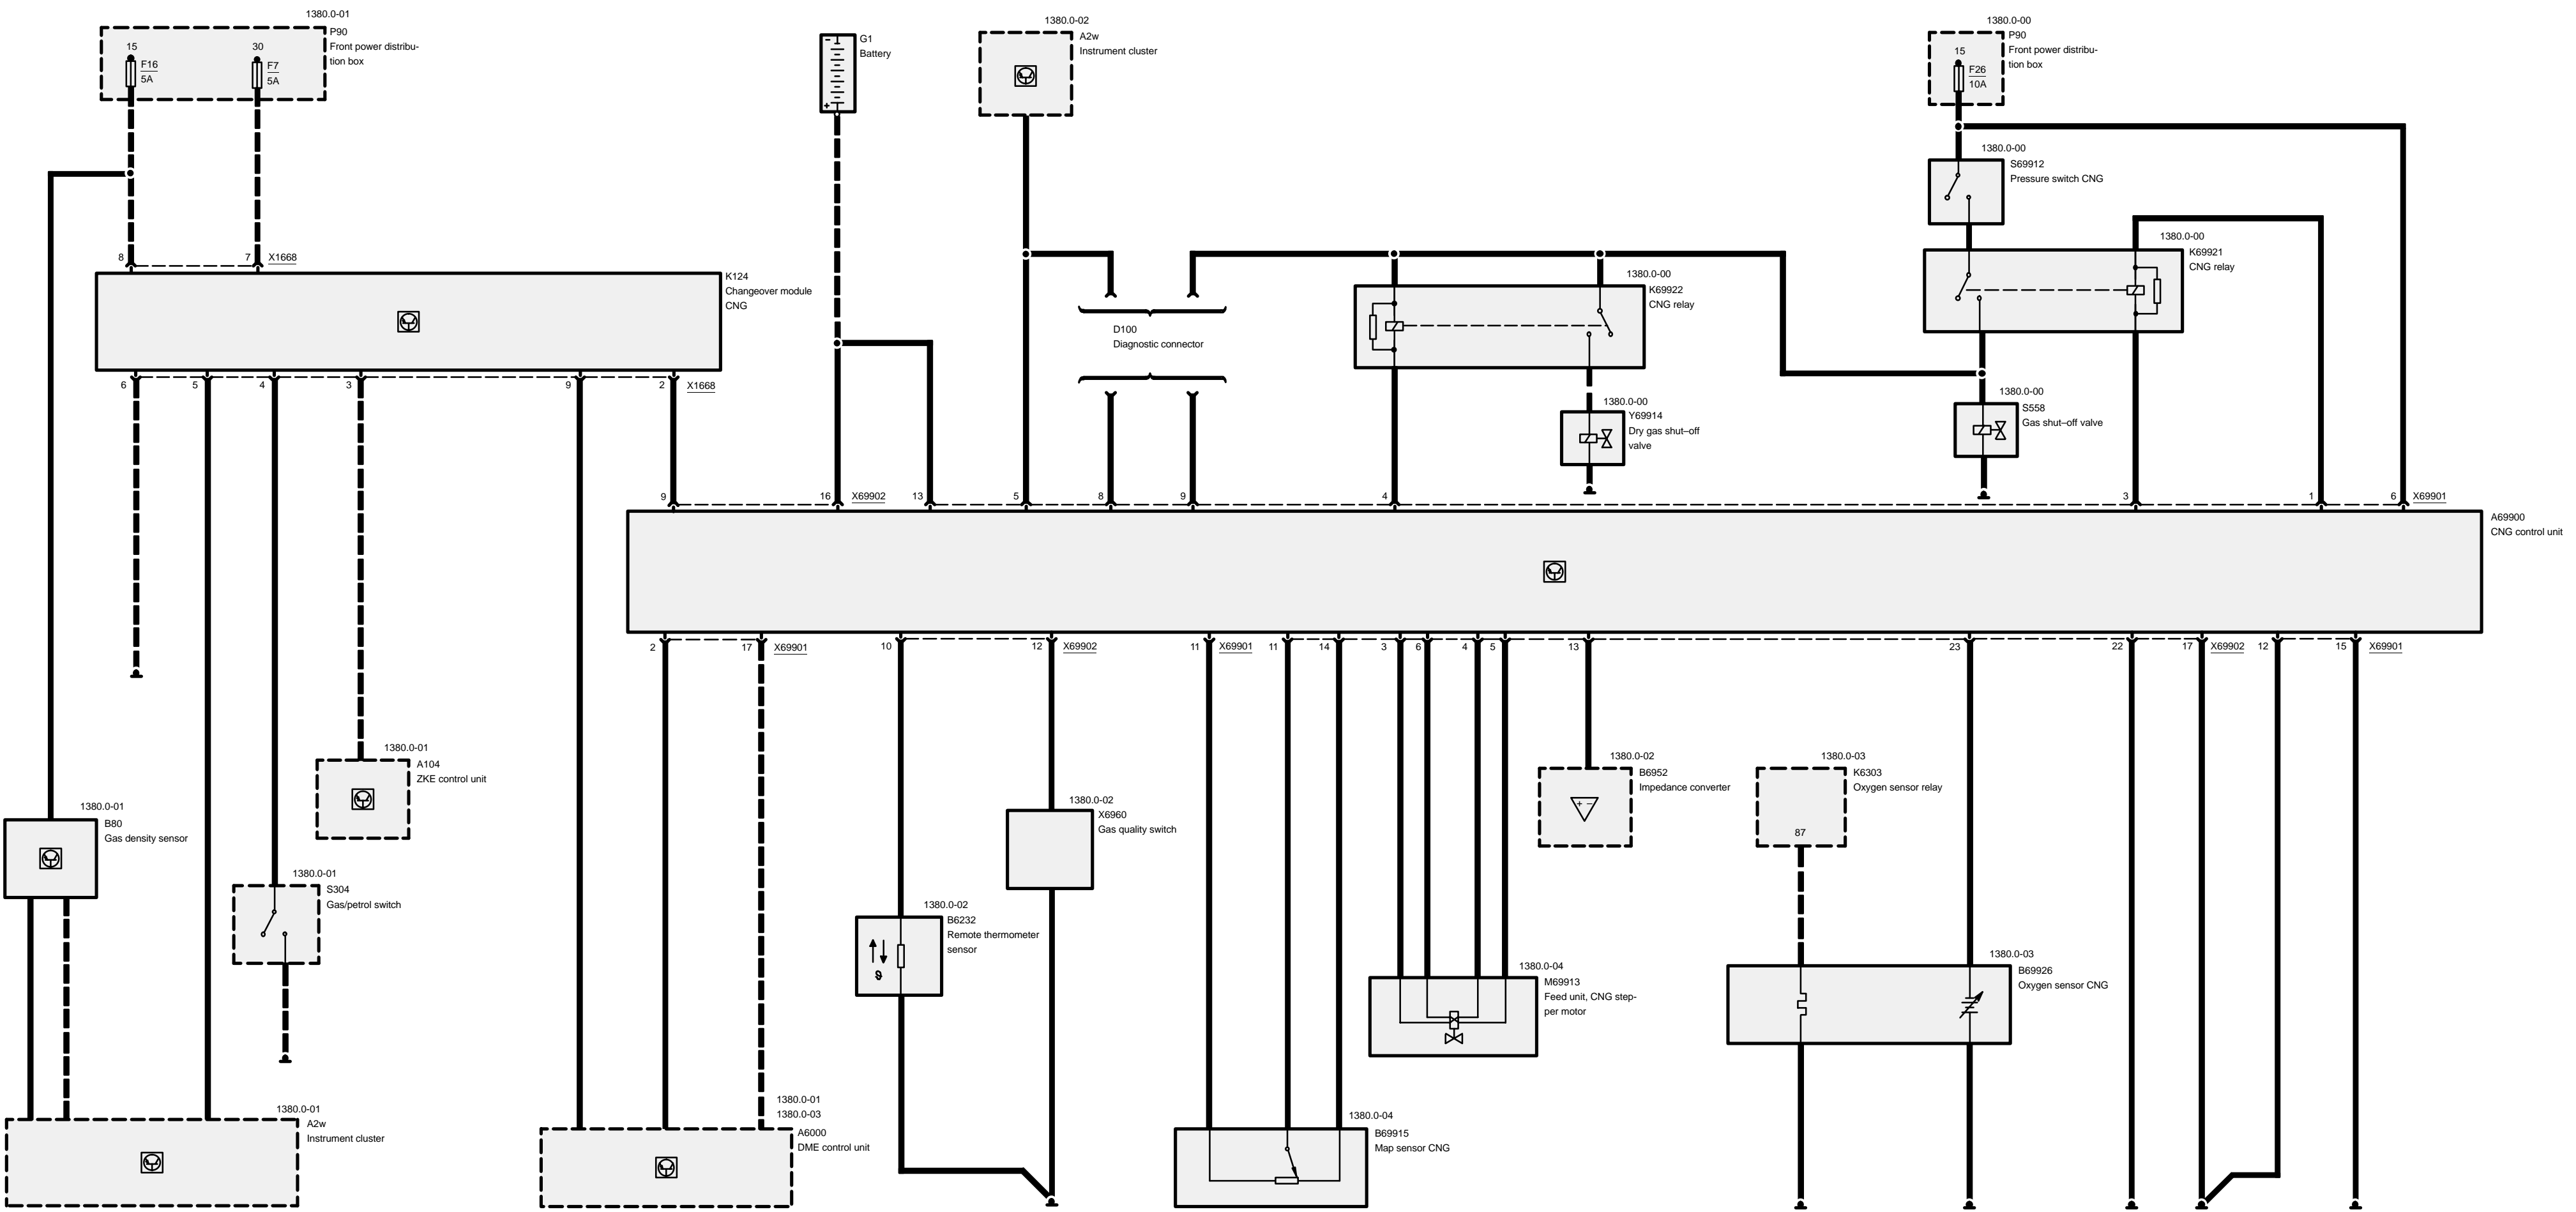 1380.0-01
P90
Front power distribu-
tion box
15
30
F16
5A
F7
5A
G1
Battery
1380.0-02
A2w
Instrument cluster
1380.0-00
P90
Front power distribu-
tion box
15
F26
10A
1380.0-00
S69912
Pressure switch CNG
1380.0-00
K69921
CNG relay
8
7
X1668
K124
Changeover module
CNG
1380.0-00
K69922
CNG relay
D100
Diagnostic connector
6
5
4
3
9
2
X1668
1380.0-00
Y69914
Dry gas shut–off
valve
1380.0-00
S558
Gas shut–off valve
9
16
X69902
13
5
8
9
4
3
1
6
X69901
A69900
CNG control unit
2
17
X69901
10
12
X69902
11
X69901
11
14
3
6
4
5
13
23
22
17
X69902
12
15
X69901
1380.0-01
A104
ZKE control unit
1380.0-02
B6952
Impedance converter
+ −
1380.0-03
K6303
Oxygen sensor relay
87
1380.0-01
B80
Gas density sensor
1380.0-02
X6960
Gas quality switch
1380.0-01
S304
Gas/petrol switch
1380.0-02
B6232
Remote thermometer
sensor
ϑ
1380.0-04
M69913
Feed unit, CNG step-
per motor
1380.0-03
B69926
Oxygen sensor CNG
1380.0-01
A2w
Instrument cluster
1380.0-01
1380.0-03
A6000
DME control unit
1380.0-04
B69915
Map sensor CNG